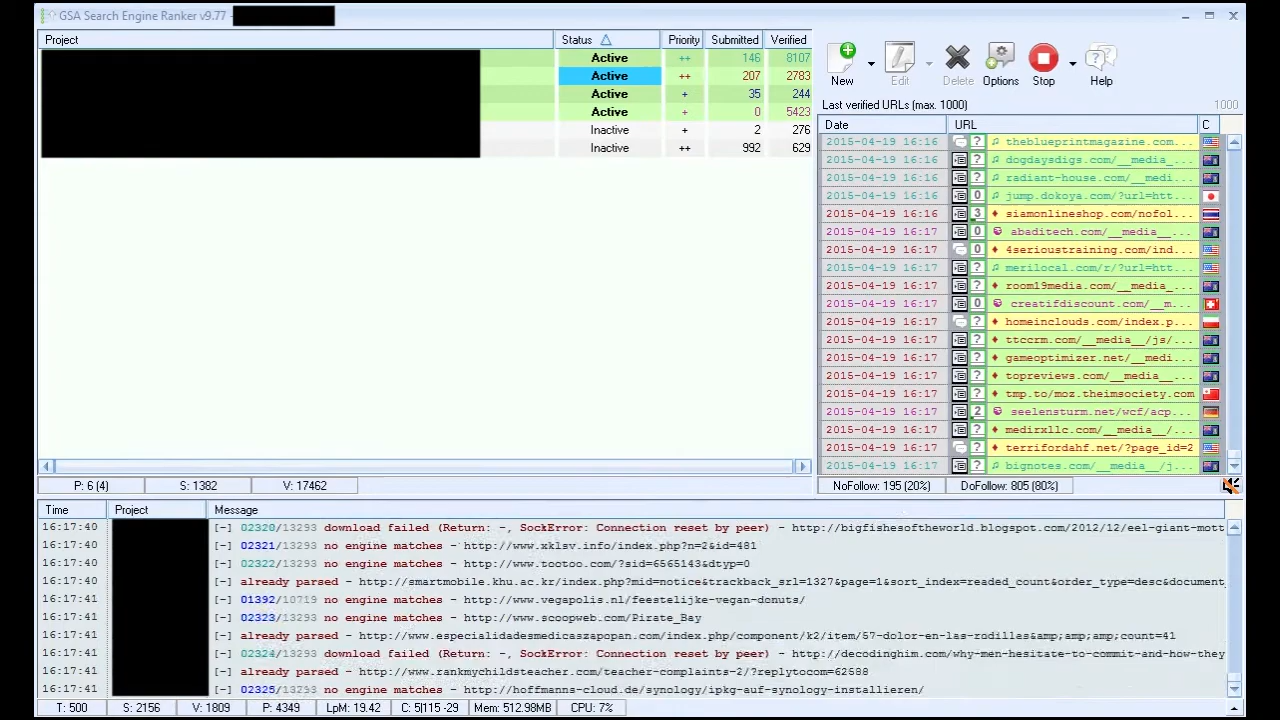 GSA Search Engine Ranker v9.77 -
Project Status Priority Submitted Verified
Active ++ 146 8107
Active ++ 207 2783
Active + 35 244
Active + 0 5423
Inactive + 2 276
Inactive ++ 992 629
P: 6 (4) S: 1382 V: 17462
New Edit Delete Options Stop Help
Last verified URLs (max. 1000) 1000
Date URL C
2015-04-19 16:16 ? theblueprintmagazine.com...
2015-04-19 16:16 ? dogdaysdigs.com/__media_...
2015-04-19 16:16 ? radiant-house.com/__medi...
2015-04-19 16:16 0 jump.dokoya.com/?url=htt...
2015-04-19 16:16 3 siamonlineshop.com/nofol...
2015-04-19 16:17 0 abaditech.com/__media__...
2015-04-19 16:17 0 4serioustraining.com/ind...
2015-04-19 16:17 ? merilocal.com/r/?url=htt...
2015-04-19 16:17 ? room19media.com/__media_...
2015-04-19 16:17 0 creatifdiscount.com/__m...
2015-04-19 16:17 ? homeinclouds.com/index.p...
2015-04-19 16:17 ? ttccrm.com/__media__/js/...
2015-04-19 16:17 ? gameoptimizer.net/__medi...
2015-04-19 16:17 ? topreviews.com/__media_...
2015-04-19 16:17 ? tmp.to/moz.theimsociety.com
2015-04-19 16:17 2 seelensturm.net/wcf/acp...
2015-04-19 16:17 ? medirxllc.com/__media__/...
2015-04-19 16:17 ? terrifordahf.net/?page_id=2
2015-04-19 16:17 ? bignotes.com/__media__/j...
NoFollow: 195 (20%) DoFollow: 805 (80%)
Time Project Message
16:17:40 [-] 02320/13293 download failed (Return: -, SockError: Connection reset by peer) - http://bigfishesoftheworld.blogspot.com/2012/12/eel-giant-mott
16:17:40 [-] 02321/13293 no engine matches - http://www.xklsv.info/index.php?n=2&id=481
16:17:40 [-] 02322/13293 no engine matches - http://www.tootoo.com/?sid=6565143&dtyp=0
16:17:40 [-] already parsed - http://smartmobile.khu.ac.kr/index.php?mid=notice&trackback_srl=1327&page=1&sort_index=readed_count&order_type=desc&document_
16:17:41 [-] 01392/10719 no engine matches - http://www.vegapolis.nl/feestelijke-vegan-donuts/
16:17:41 [-] 02323/13293 no engine matches - http://www.scoopweb.com/Pirate_Bay
16:17:41 [-] already parsed - http://www.especialidadesmedicaszapopan.com/index.php/component/k2/item/57-dolor-en-las-rodillas&amp;amp;amp;count=41
16:17:41 [-] 02324/13293 download failed (Return: -, SockError: Connection reset by peer) - http://decodinghim.com/why-men-hesitate-to-commit-and-how-they
16:17:41 [-] already parsed - http://www.rankmychildsteacher.com/teacher-complaints-2/?replytocom=62588
16:17:41 [-] 02325/13293 no engine matches - http://hoffmanns-cloud.de/synology/ipkg-auf-synology-installieren/
T: 500 S: 2156 V: 1809 P: 4349 LpM: 19.42 C: 5|115 -29 Mem: 512.98MB CPU: 7%